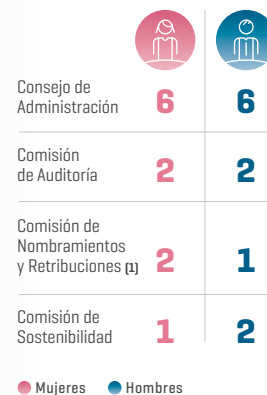 Consejo de
Administración 6 6
Comisión
de Auditoría 2 2
Comisión de
Nombramientos
y Retribuciones (1) 2 1
Comisión de
Sostenibilidad 1 2
Mujeres Hombres